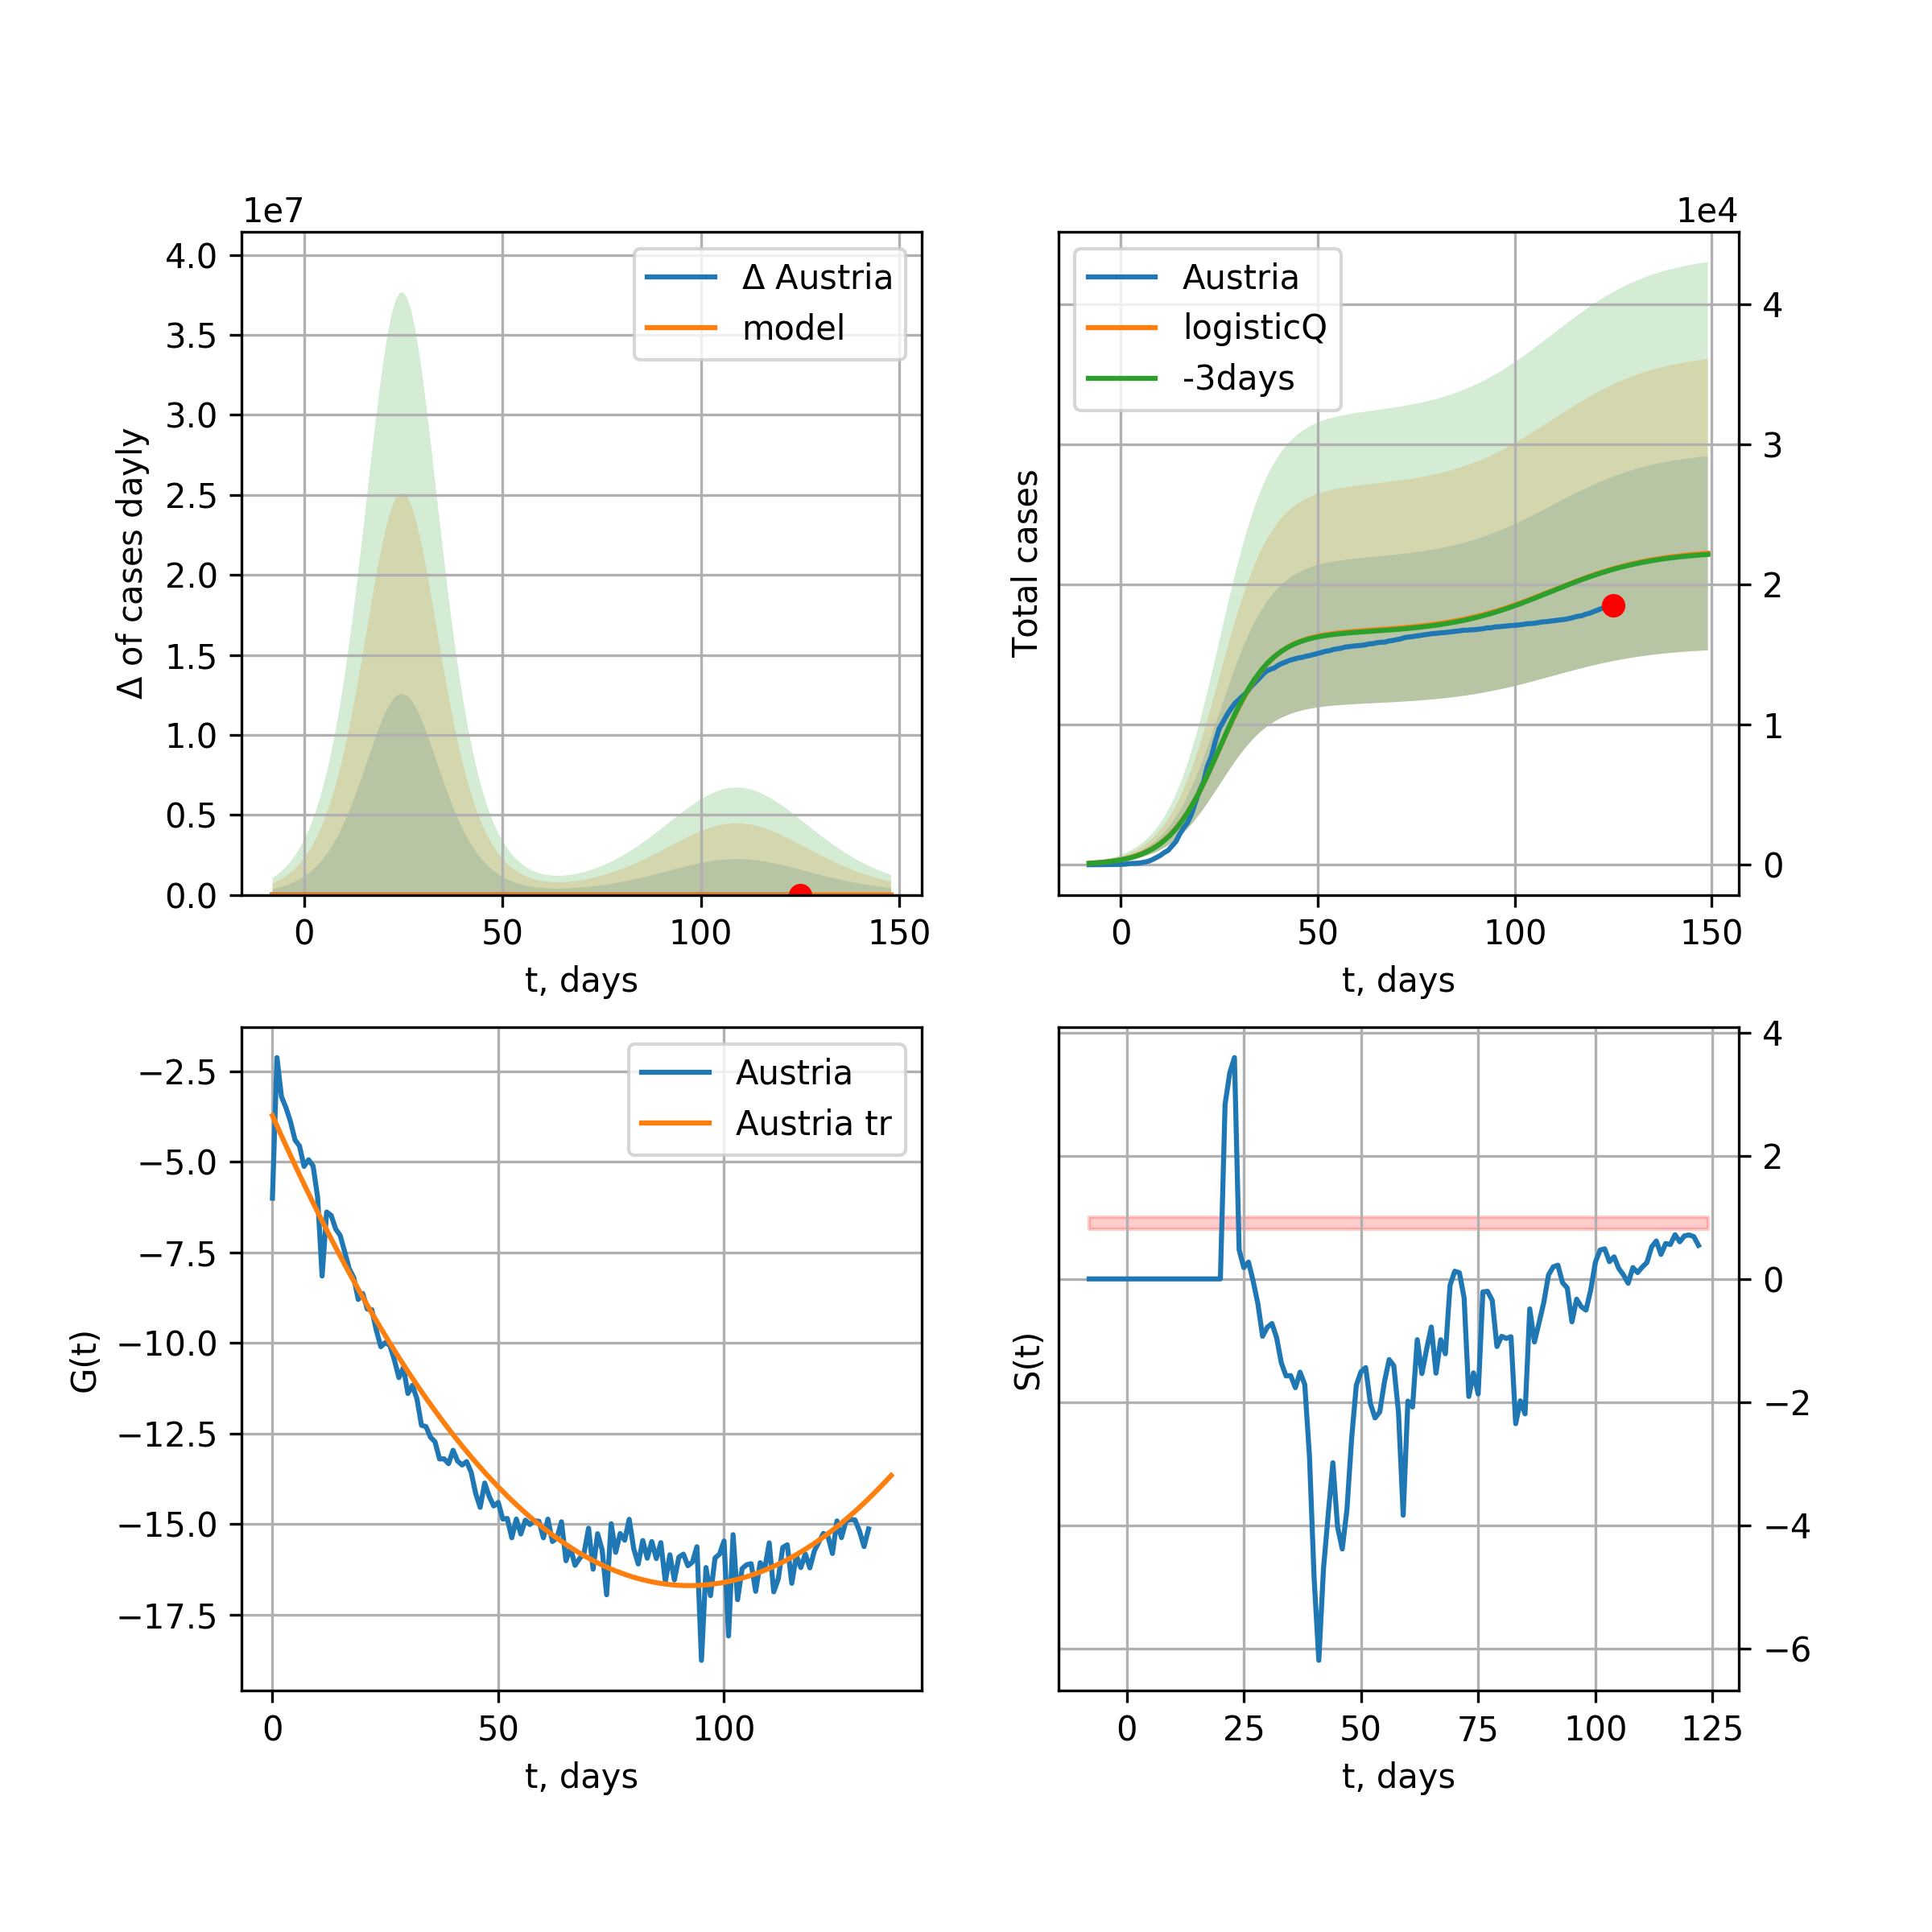 1e7
4.0
3.5
3.0
2.5
2.0
1.5
1.0
0.5
0.0
Δ of cases dayly
Δ Austria
model
0 50 100 150
t, days
1e4
Austria
logisticQ
-3days
4
3
2
1
0
Total cases
0 50 100 150
t, days
−2.5
−5.0
−7.5
−10.0
−12.5
−15.0
−17.5
G(t)
Austria
Austria tr
0 50 100
t, days
4
2
0
−2
−4
−6
S(t)
0 25 50 75 100 125
t, days